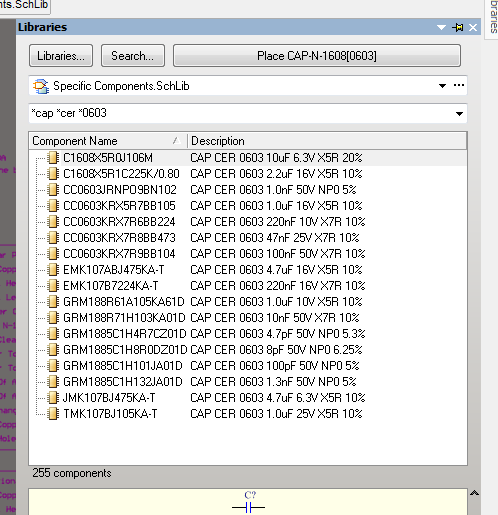 nts.SchLib
Libraries
braries
Libraries... Search... Place CAP-N-1608[0603]
Specific Components.SchLib
*cap *cer *0603
Component Name Description
C1608X5R0J106M CAP CER 0603 10uF 6.3V X5R 20%
C1608X5R1C225K/0.80 CAP CER 0603 2.2uF 16V X5R 10%
CC0603JRNPO9BN102 CAP CER 0603 1.0nF 50V NP0 5%
CC0603KRX5R7BB105 CAP CER 0603 1.0uF 16V X5R 10%
CC0603KRX7R6BB224 CAP CER 0603 220nF 10V X7R 10%
CC0603KRX7R8BB473 CAP CER 0603 47nF 25V X7R 10%
CC0603KRX7R9BB104 CAP CER 0603 100nF 50V X7R 10%
EMK107ABJ475KA-T CAP CER 0603 4.7uF 16V X5R 10%
EMK107B7224KA-T CAP CER 0603 220nF 16V X7R 10%
GRM188R61A105KA61D CAP CER 0603 1.0uF 10V X5R 10%
GRM188R71H103KA01D CAP CER 0603 10nF 50V X7R 10%
GRM1885C1H4R7CZ01D CAP CER 0603 4.7pF 50V NP0 5.3%
GRM1885C1H8R0DZ01D CAP CER 0603 8pF 50V NP0 6.25%
GRM1885C1H101JA01D CAP CER 0603 100pF 50V NP0 5%
GRM1885C1H132JA01D CAP CER 0603 1.3nF 50V NP0 5%
JMK107BJ475KA-T CAP CER 0603 4.7uF 6.3V X5R 10%
TMK107BJ105KA-T CAP CER 0603 1.0uF 25V X5R 10%
255 components
C?